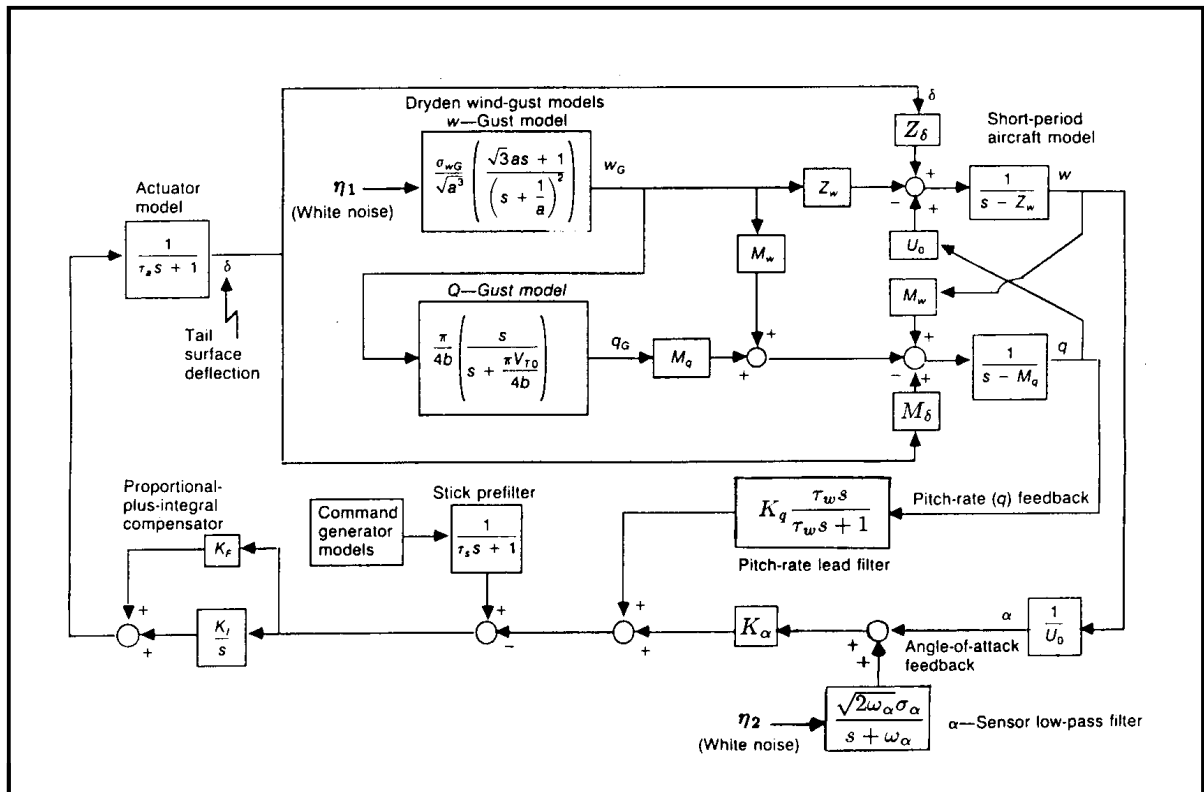 δ
Dryden wind-gust models
w—Gust model
Z_δ
Short-period
aircraft model
σ_wG / √a³ ( (√3as + 1) / (s + 1/a)² )
w_G
η1
(White noise)
Z_w
+
-
+
1 / (s − Z_w)
w
Actuator
model
1 / (τ_a s + 1)
δ
M_w
U_0
M_w
Q—Gust model
π / 4b ( s / (s + πV_T0 / 4b) )
q_G
M_q
+
+
+
-
+
1 / (s − M_q)
q
Tail
surface
deflection
M_δ
Proportional-
plus-integral
compensator
Stick prefilter
Command
generator
models
1 / (τ_s s + 1)
K_q τ_w s / (τ_w s + 1)
Pitch-rate (q) feedback
Pitch-rate lead filter
K_F
+
+
K_I / s
+
-
+
+
K_α
+
+
α
1 / U_0
Angle-of-attack
feedback
η2
(White noise)
√2ω_α σ_α / (s + ω_α)
α—Sensor low-pass filter